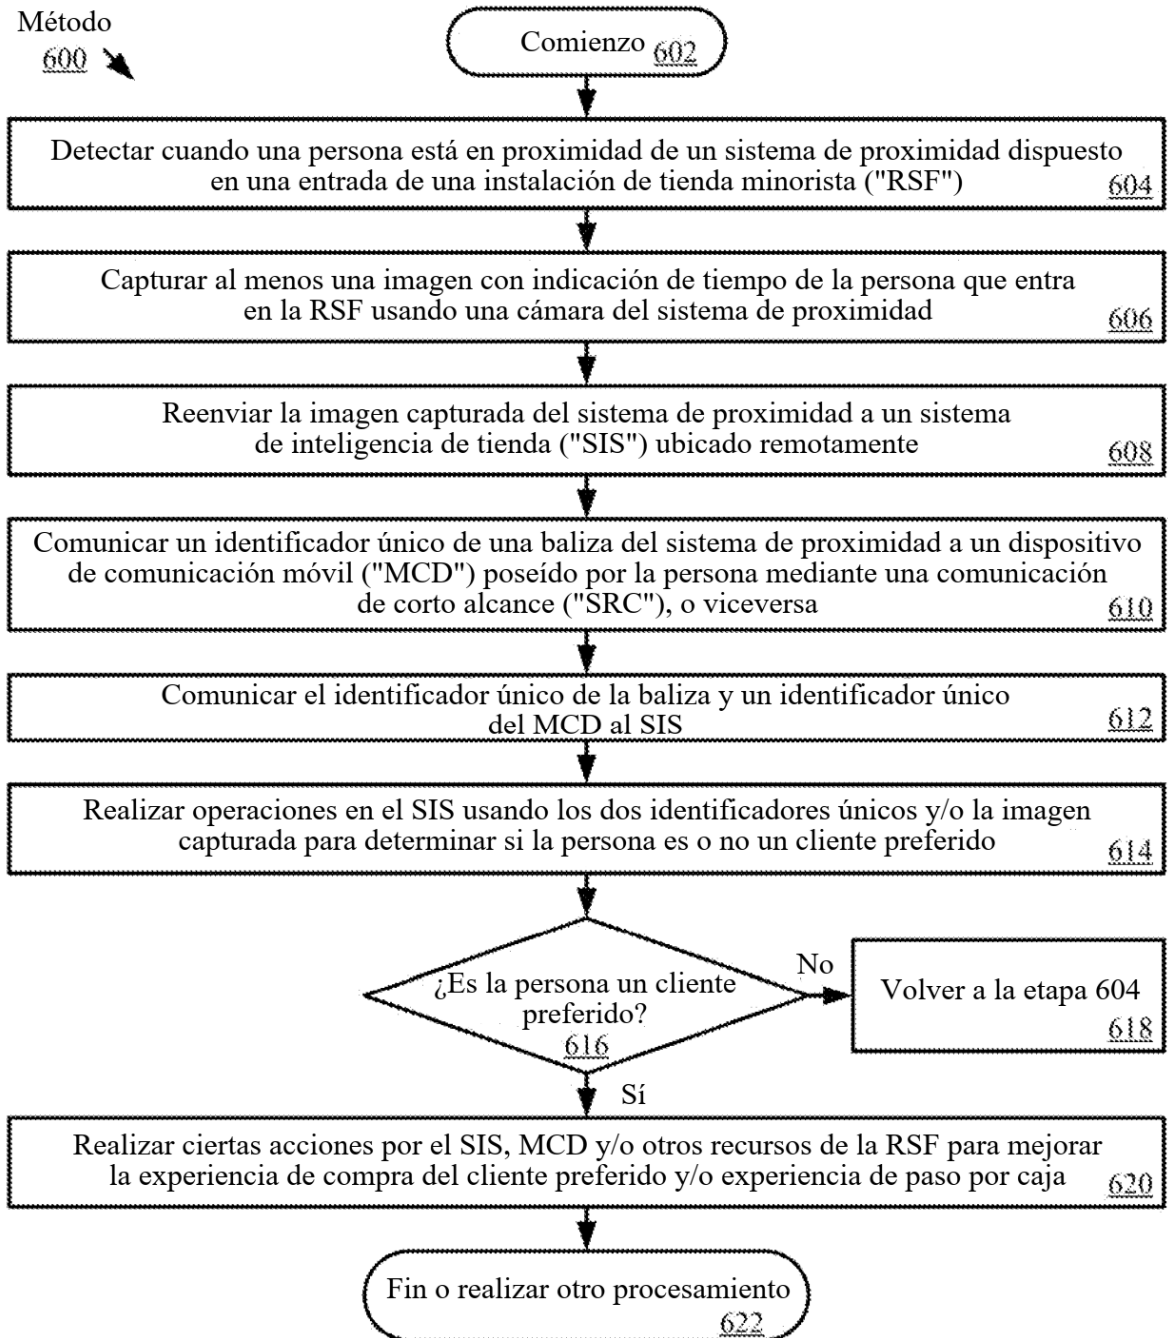 Método
600
Comienzo 602
Detectar cuando una persona está en proximidad de un sistema de proximidad dispuesto
en una entrada de una instalación de tienda minorista ("RSF")
604
Capturar al menos una imagen con indicación de tiempo de la persona que entra
en la RSF usando una cámara del sistema de proximidad
606
Reenviar la imagen capturada del sistema de proximidad a un sistema
de inteligencia de tienda ("SIS") ubicado remotamente
608
Comunicar un identificador único de una baliza del sistema de proximidad a un dispositivo
de comunicación móvil ("MCD") poseído por la persona mediante una comunicación
de corto alcance ("SRC"), o viceversa
610
Comunicar el identificador único de la baliza y un identificador único
del MCD al SIS
612
Realizar operaciones en el SIS usando los dos identificadores únicos y/o la imagen
capturada para determinar si la persona es o no un cliente preferido
614
¿Es la persona un cliente
preferido?
616
No
Volver a la etapa 604
618
Sí
Realizar ciertas acciones por el SIS, MCD y/o otros recursos de la RSF para mejorar
la experiencia de compra del cliente preferido y/o experiencia de paso por caja
620
Fin o realizar otro procesamiento
622